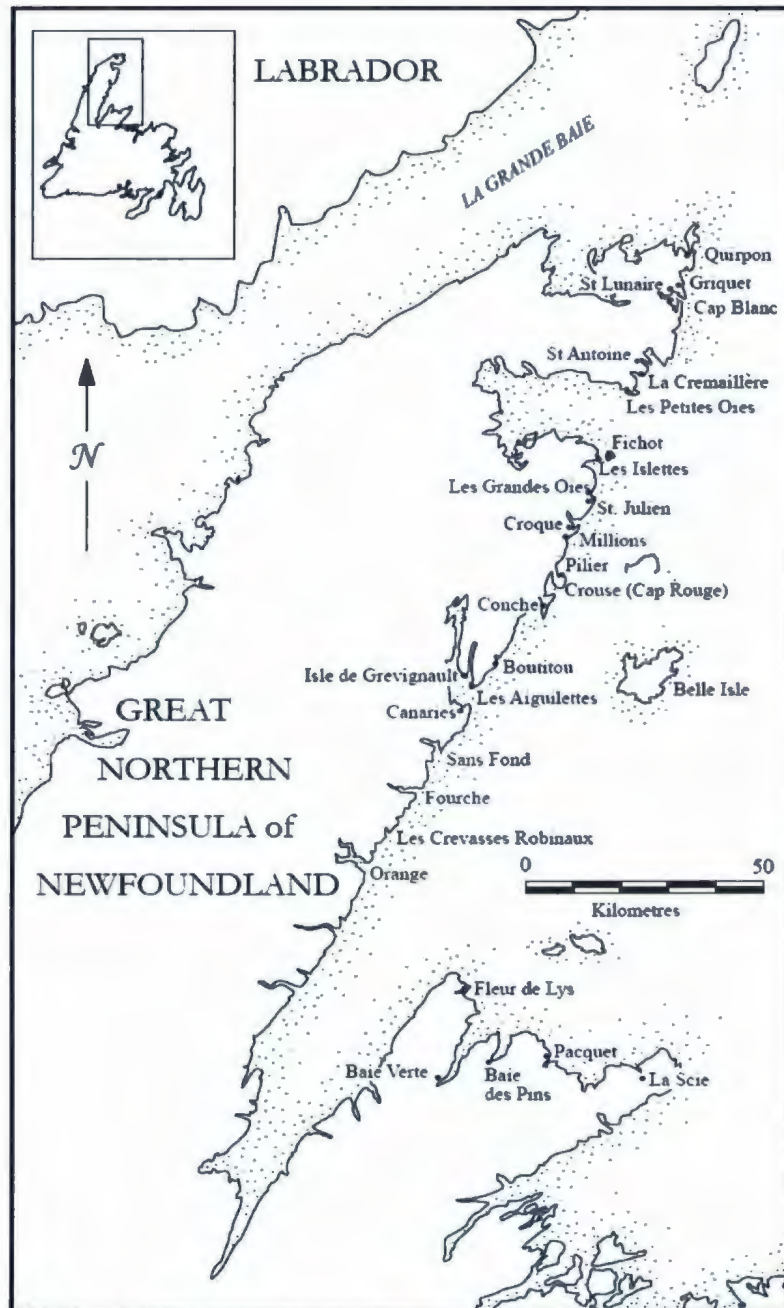 LABRADOR
LA GRANDE BAIE
Quirpon
St Lunaire
Griquet
Cap Blanc
St Antoine
La Cremaillère
Les Petites Oies
N
Fichot
Les Islettes
Les Grandes Oies
St. Julien
Croque
Millions
Pilier
Crouse (Cap Rouge)
Conche
Boutitou
Isle de Grevignault
Les Aiguilettes
Belle Isle
Canaries
GREAT
NORTHERN
PENINSULA of
NEWFOUNDLAND
Sans Fond
Fourche
Les Crevasses Robinaux
Orange
0 50
Kilometres
Fleur de Lys
Pacquet
Baie Verte
Baie
des Pins
La Scie